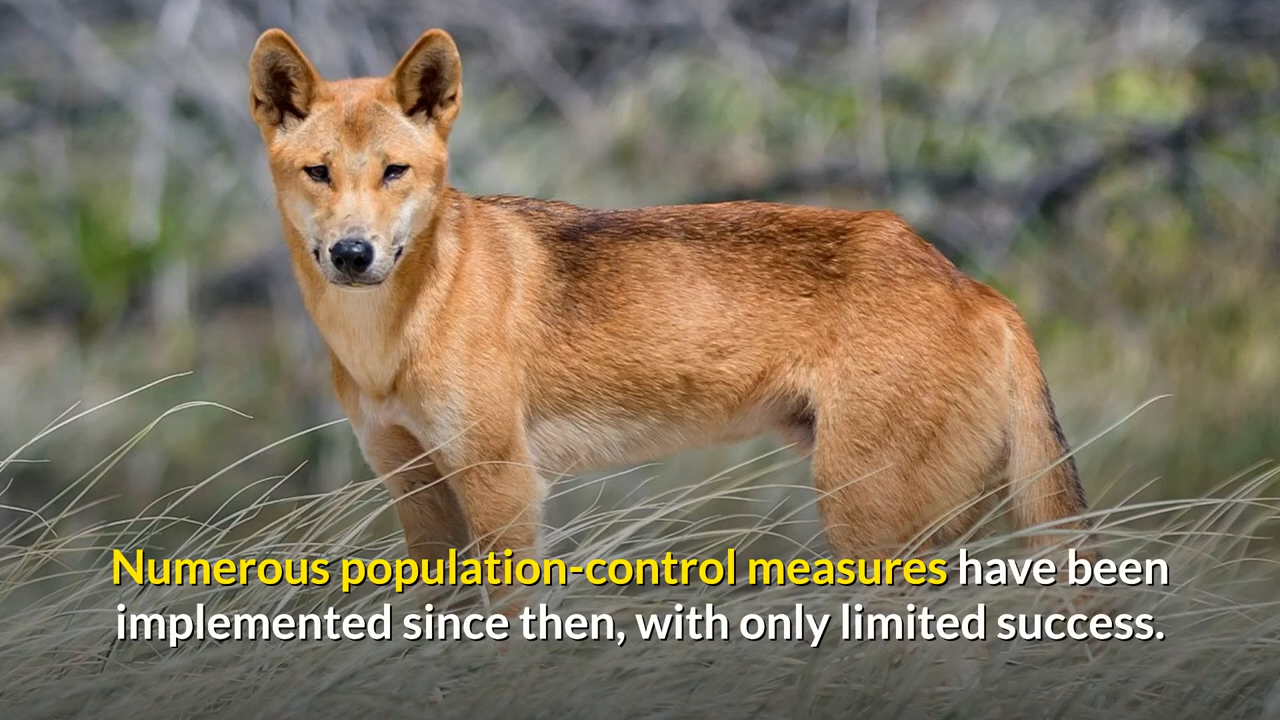 Numerous population-control measures have been
implemented since then, with only limited success.